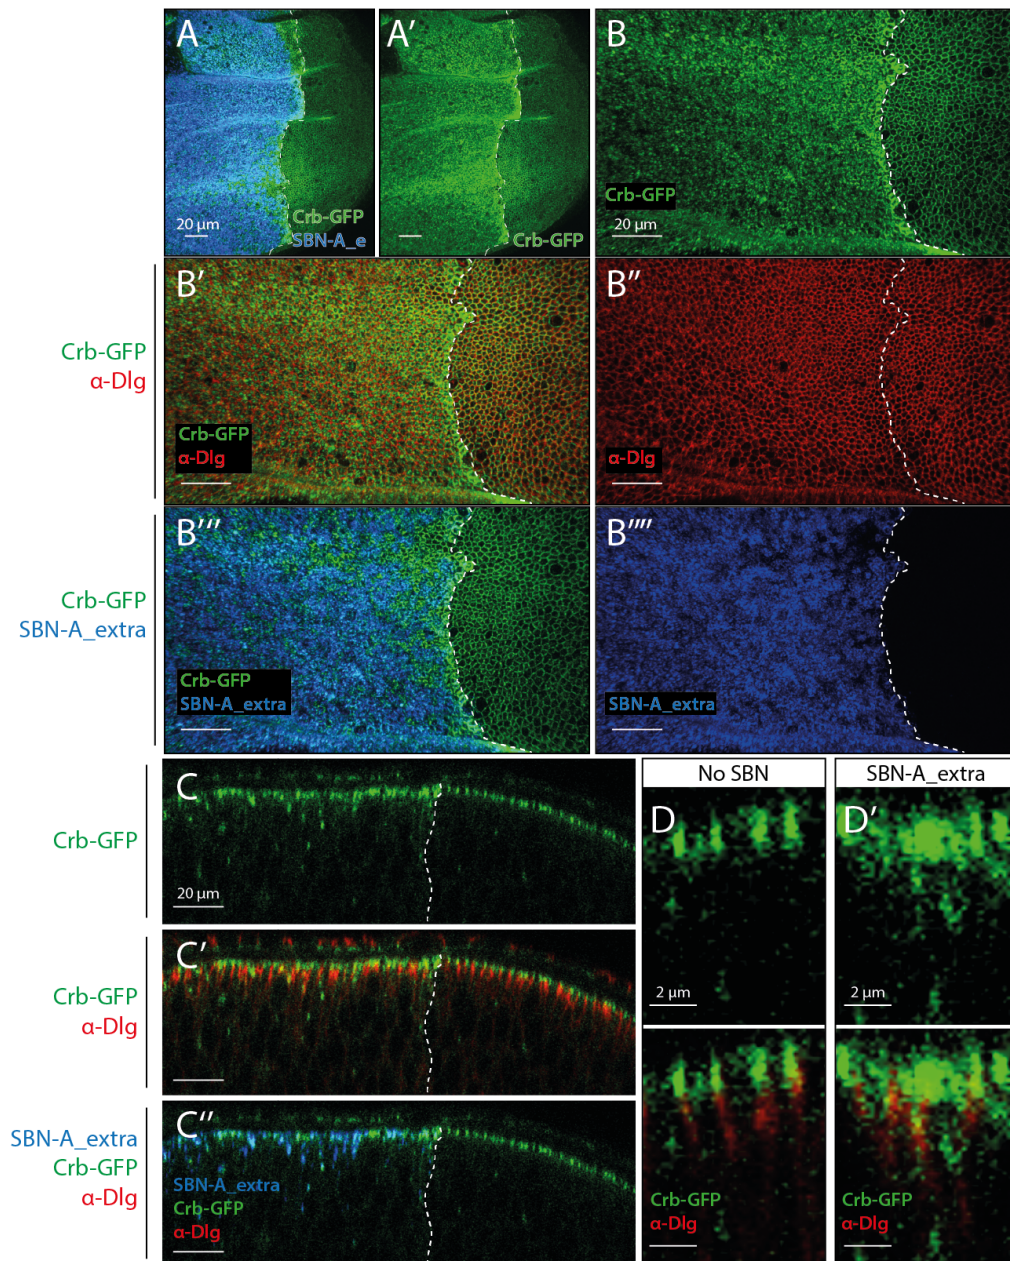 A
20 µm
Crb-GFP
SBN-A_e
A'
Crb-GFP
B
Crb-GFP
20 µm
Crb-GFP
α-Dlg
B'
Crb-GFP
α-Dlg
B''
α-Dlg
Crb-GFP
SBN-A_extra
B'''
Crb-GFP
SBN-A_extra
B''''
SBN-A_extra
Crb-GFP
C
20 µm
Crb-GFP
α-Dlg
C'
SBN-A_extra
Crb-GFP
α-Dlg
C''
SBN-A_extra
Crb-GFP
α-Dlg
No SBN
D
2 µm
Crb-GFP
α-Dlg
SBN-A_extra
D'
2 µm
Crb-GFP
α-Dlg